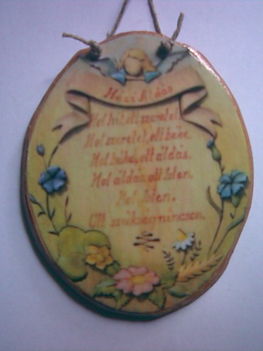 Házi Áldás
Hol hit, ott szeretet,
Hol szeretet, ott béke.
Hol béke, ott áldás.
Hol áldás, ott Isten.
Hol Isten,
Ott szükség nincsen.